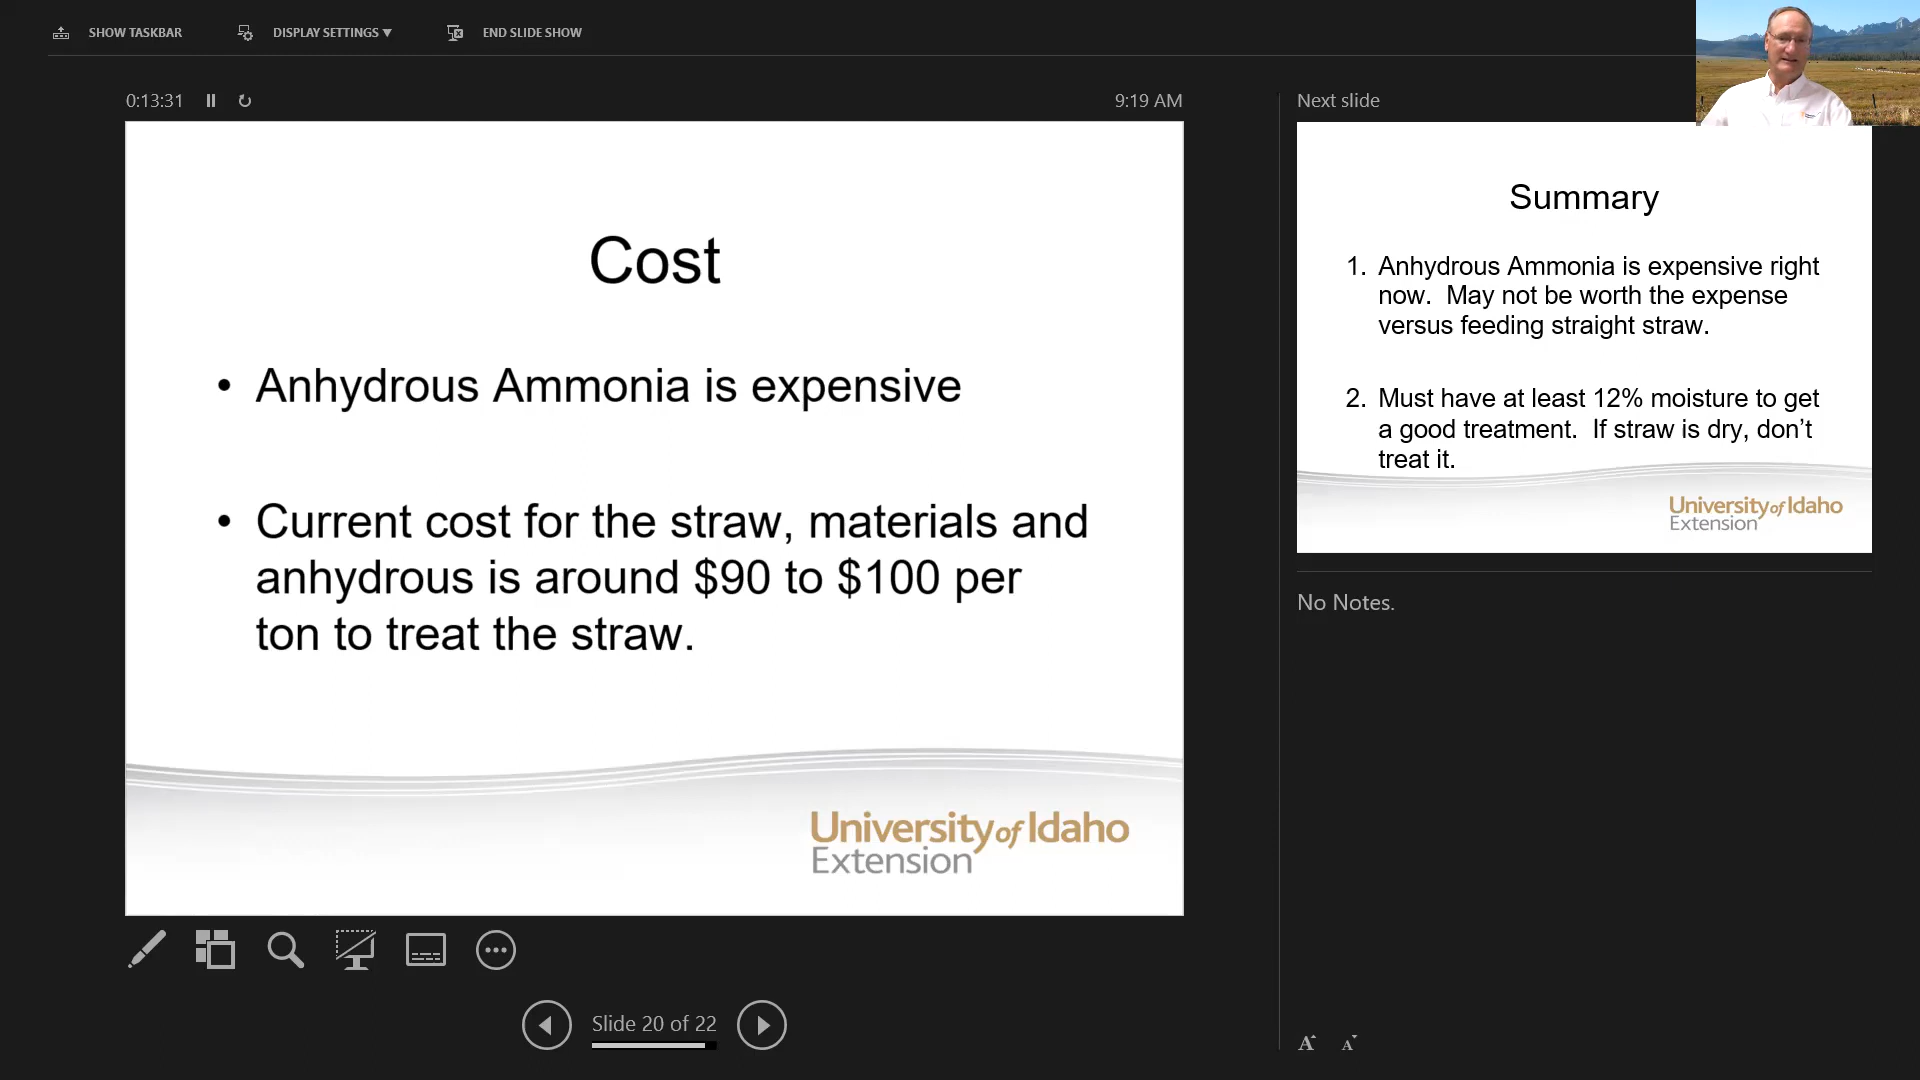 SHOW TASKBAR
DISPLAY SETTINGS ▼
END SLIDE SHOW
0:13:31
9:19 AM
Cost
• Anhydrous Ammonia is expensive
• Current cost for the straw, materials and
anhydrous is around $90 to $100 per
ton to treat the straw.
University of Idaho
Extension
Slide 20 of 22
Next slide
Summary
1. Anhydrous Ammonia is expensive right
now. May not be worth the expense
versus feeding straight straw.
2. Must have at least 12% moisture to get
a good treatment. If straw is dry, don’t
treat it.
University of Idaho
Extension
No Notes.
A A